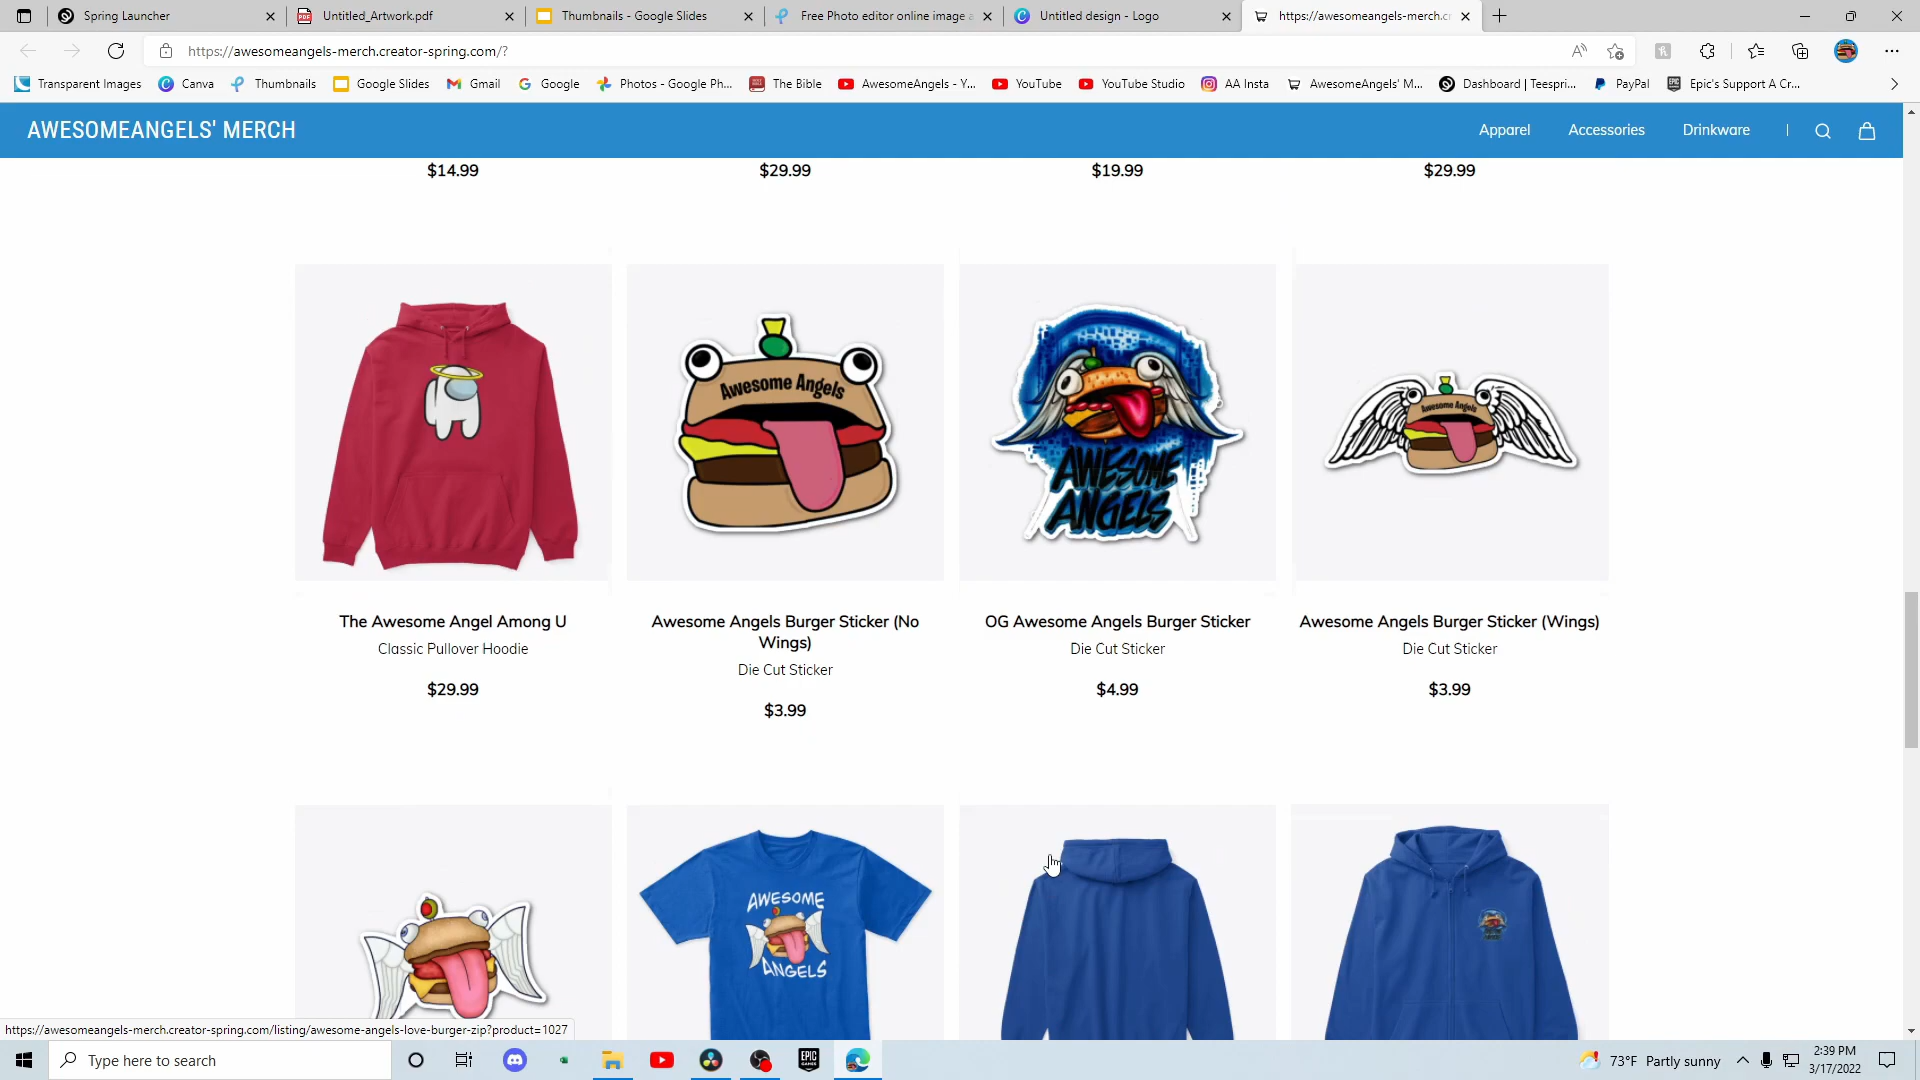 Spring Launcher
Untitled_Artwork.pdf
Thumbnails - Google Slides
Free Photo editor online image a
Untitled design - Logo
https://awesomeangels-merch.cr
https://awesomeangels-merch.creator-spring.com/?
Transparent Images
Canva
Thumbnails
Google Slides
Gmail
Google
Photos - Google Ph...
The Bible
AwesomeAngels - Y...
YouTube
YouTube Studio
AA Insta
AwesomeAngels' M...
Dashboard | Teespri...
PayPal
Epic's Support A Cr...
AWESOMEANGELS' MERCH
Apparel
Accessories
Drinkware
$14.99
$29.99
$19.99
$29.99
Awesome Angels
AWESOME
ANGELS
Awesome Angels
The Awesome Angel Among U
Classic Pullover Hoodie
$29.99
Awesome Angels Burger Sticker (No
Wings)
Die Cut Sticker
$3.99
OG Awesome Angels Burger Sticker
Die Cut Sticker
$4.99
Awesome Angels Burger Sticker (Wings)
Die Cut Sticker
$3.99
AWESOME
ANGELS
https://awesomeangels-merch.creator-spring.com/listing/awesome-angels-love-burger-zip?product=1027
Type here to search
EPIC
GAMES
73°F Partly sunny
2:39 PM
3/17/2022